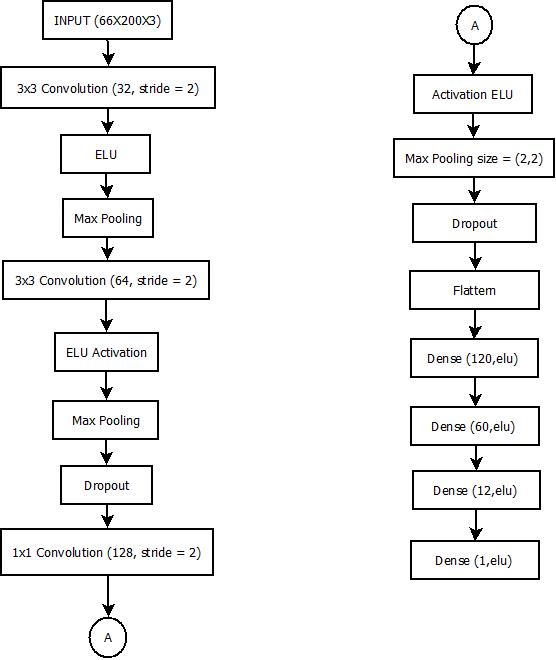 INPUT (66X200X3)
3x3 Convolution (32, stride = 2)
ELU
Max Pooling
3x3 Convolution (64, stride = 2)
ELU Activation
Max Pooling
Dropout
1x1 Convolution (128, stride = 2)
A
A
Activation ELU
Max Pooling size = (2,2)
Dropout
Flattern
Dense (120,elu)
Dense (60,elu)
Dense (12,elu)
Dense (1,elu)